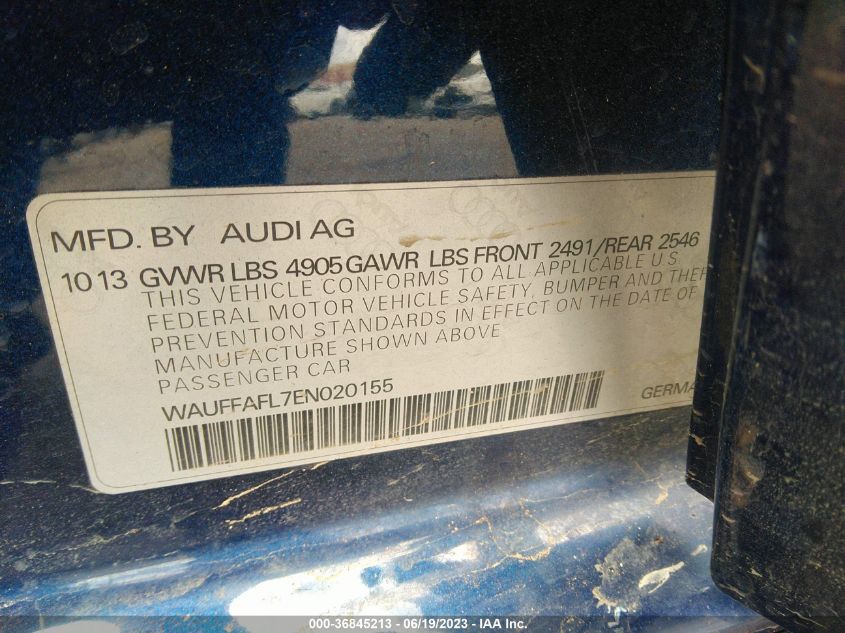 MFD. BY AUDI AG
10 13 GVWR LBS 4905 GAWR LBS FRONT 2491/REAR 2546
THIS VEHICLE CONFORMS TO ALL APPLICABLE U S
FEDERAL MOTOR VEHICLE SAFETY, BUMPER AND THEF
PREVENTION STANDARDS IN EFFECT ON THE DATE OF
MANUFACTURE SHOWN ABOVE
PASSENGER CAR
WAUFFAFL7EN020155
GERMA
000-36845213 - 06/19/2023 - IAA Inc.